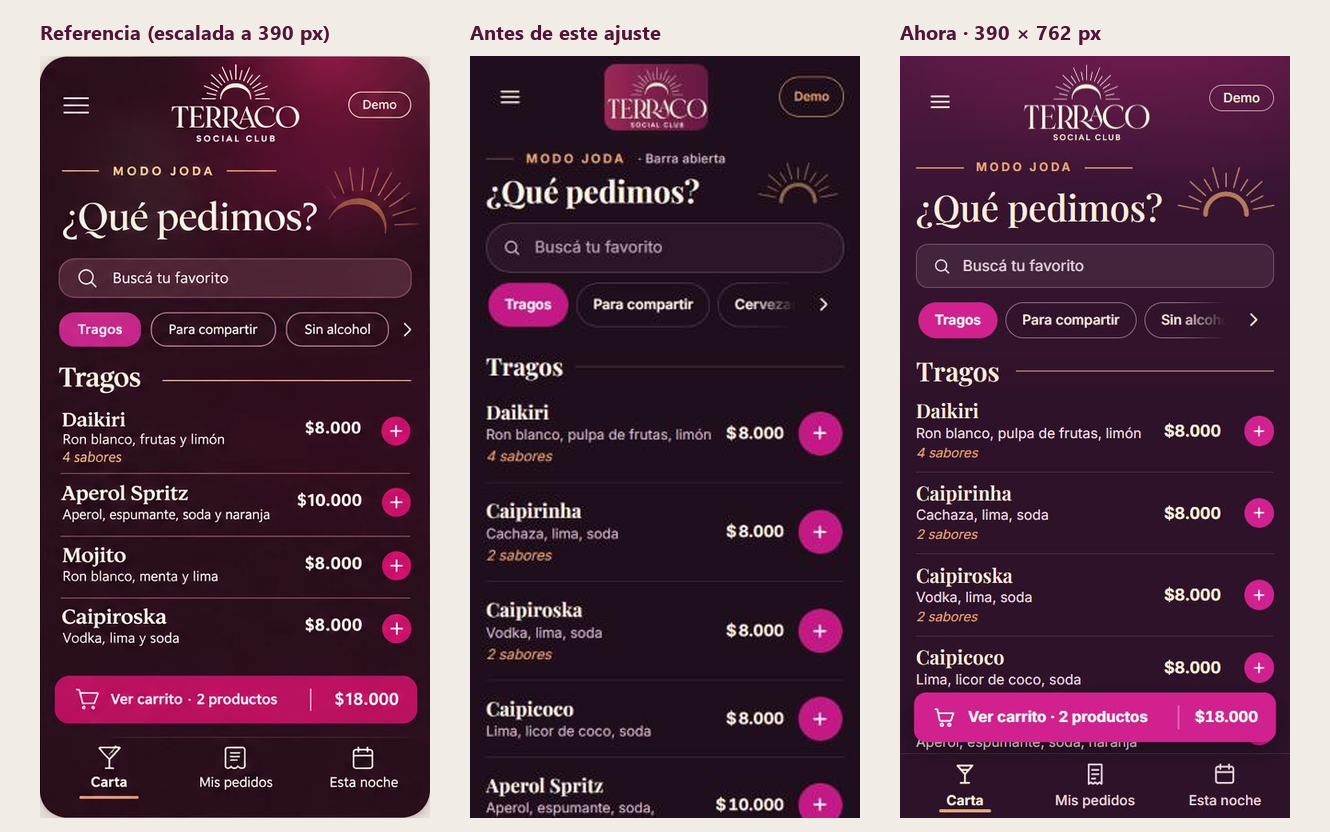 Referencia (escalada a 390 px)
TERRACO
SOCIAL CLUB
Demo
MODO JODA
¿Qué pedimos?
Buscá tu favorito
Tragos
Para compartir
Sin alcohol
Tragos
Daikiri
Ron blanco, frutas y limón
4 sabores
$8.000
Aperol Spritz
Aperol, espumante, soda y naranja
$10.000
Mojito
Ron blanco, menta y lima
$8.000
Caipiroska
Vodka, lima y soda
$8.000
Ver carrito · 2 productos
$18.000
Carta
Mis pedidos
Esta noche
Antes de este ajuste
TERRACO
SOCIAL CLUB
Demo
MODO JODA · Barra abierta
¿Qué pedimos?
Buscá tu favorito
Tragos
Para compartir
Cerveza
Tragos
Daikiri
Ron blanco, pulpa de frutas, limón
4 sabores
$8.000
Caipirinha
Cachaza, lima, soda
2 sabores
$8.000
Caipiroska
Vodka, lima, soda
2 sabores
$8.000
Caipicoco
Lima, licor de coco, soda
$8.000
Aperol Spritz
Aperol, espumante, soda,
$10.000
Ahora · 390 × 762 px
TERRACO
SOCIAL CLUB
Demo
MODO JODA
¿Qué pedimos?
Buscá tu favorito
Tragos
Para compartir
Sin alcoh
Tragos
Daikiri
Ron blanco, pulpa de frutas, limón
4 sabores
$8.000
Caipirinha
Cachaza, lima, soda
2 sabores
$8.000
Caipiroska
Vodka, lima, soda
2 sabores
$8.000
Caipicoco
Lima, licor de coco, soda
$8.000
Ver carrito · 2 productos
$18.000
Aperol, espumante, soda, naranja
Carta
Mis pedidos
Esta noche